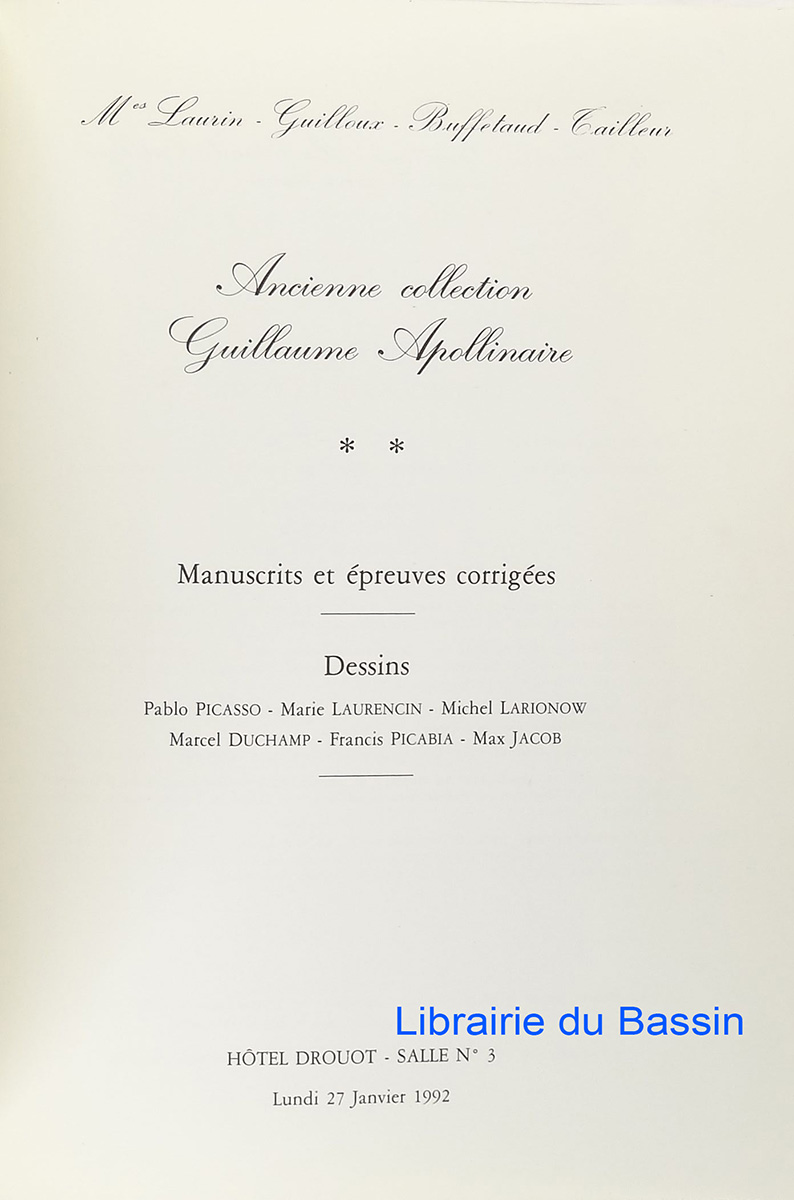 Mes Laurin - Guilloux - Buffetaud - Tailleur
Ancienne collection
Guillaume Apollinaire
* *
Manuscrits et épreuves corrigées
Dessins
Pablo PICASSO - Marie LAURENCIN - Michel LARIONOW
Marcel DUCHAMP - Francis PICABIA - Max JACOB
Librairie du Bassin
HÔTEL DROUOT - SALLE N° 3
Lundi 27 Janvier 1992